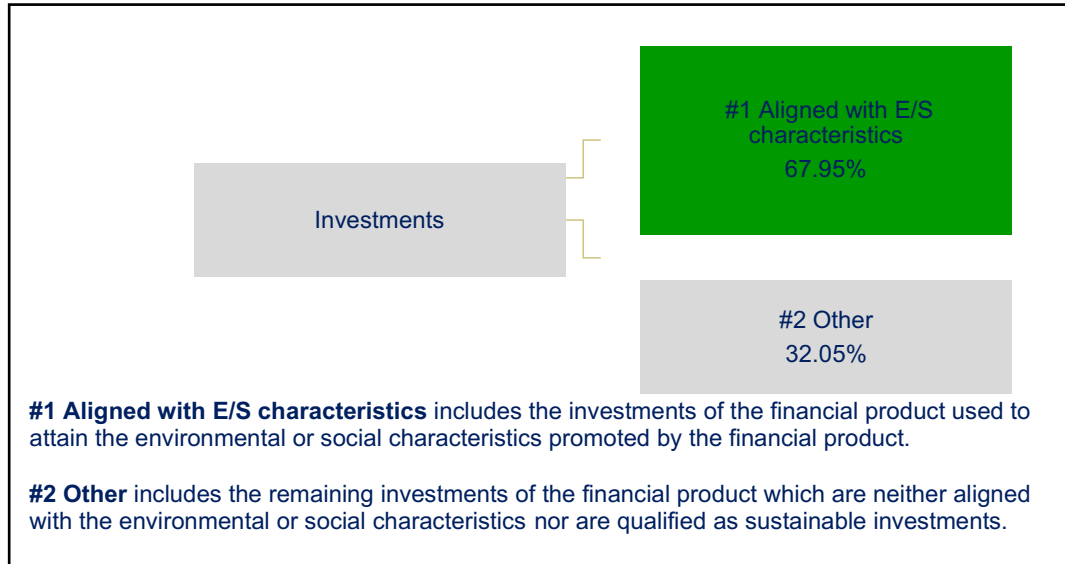 #1 Aligned with E/S
characteristics
67.95%
Investments
#2 Other
32.05%
#1 Aligned with E/S characteristics includes the investments of the financial product used to
attain the environmental or social characteristics promoted by the financial product.
#2 Other includes the remaining investments of the financial product which are neither aligned
with the environmental or social characteristics nor are qualified as sustainable investments.